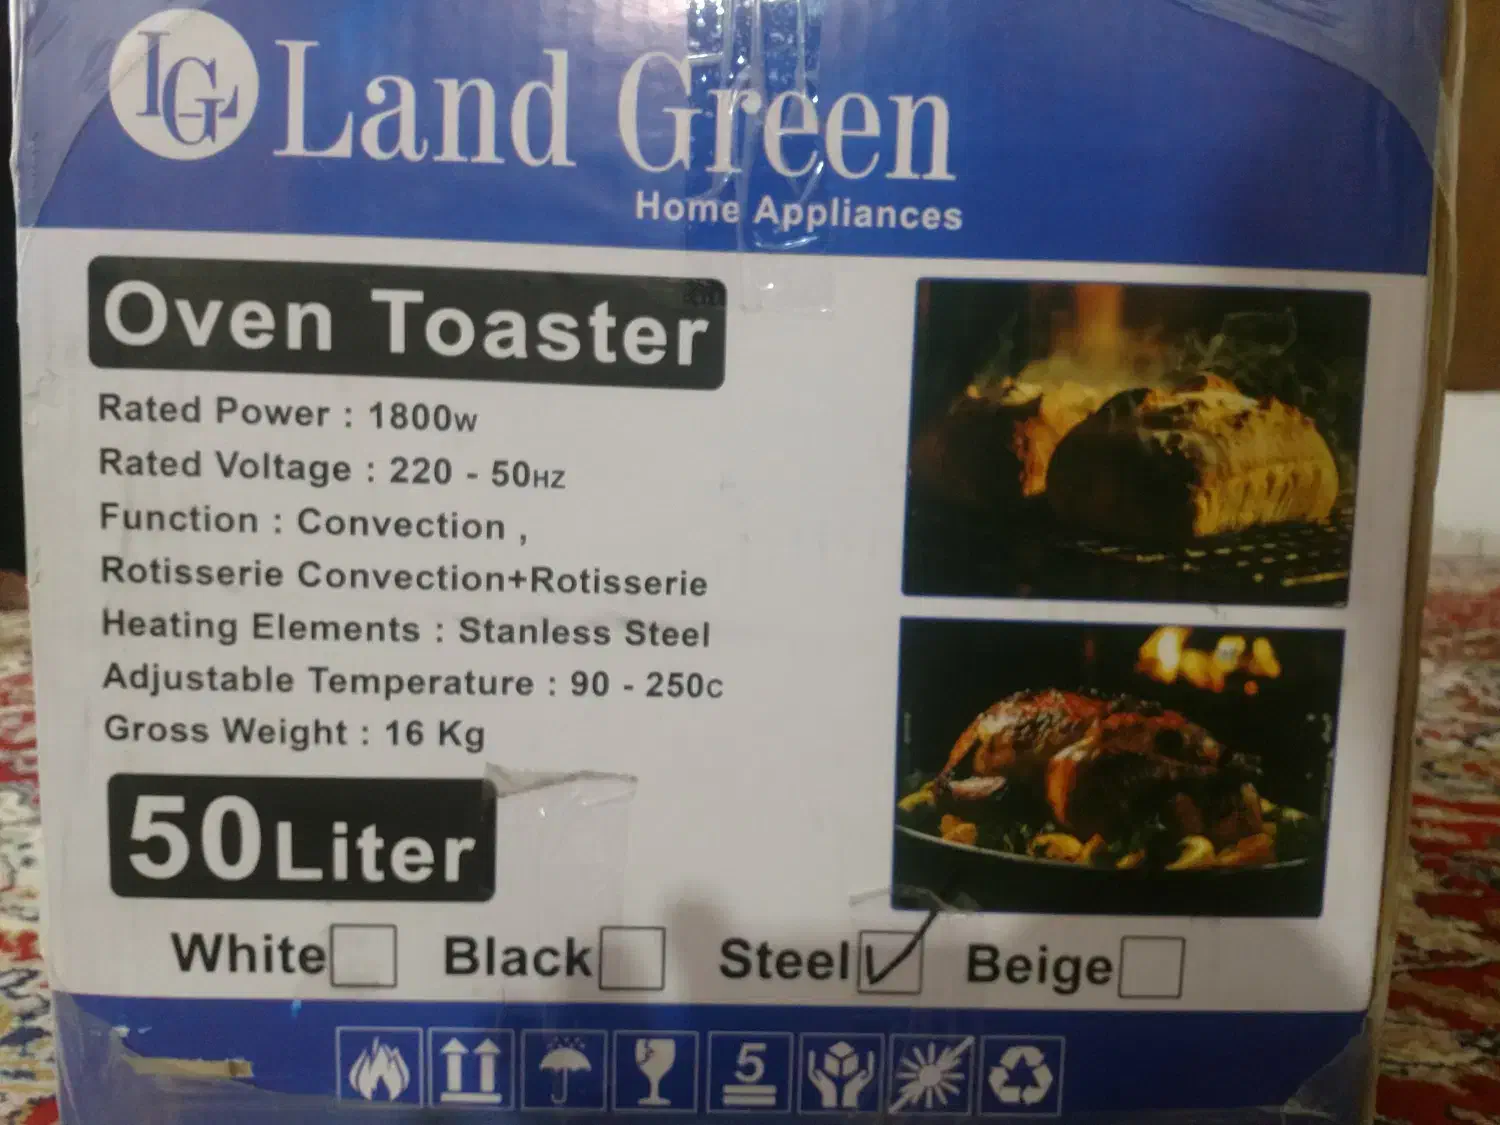 LGL Land Green
Home Appliances
Oven Toaster
Rated Power : 1800W
Rated Voltage : 220 - 50HZ
Function : Convection ,
Rotisserie Convection+Rotisserie
Heating Elements : Stanless Steel
Adjustable Temperature : 90 - 250C
Gross Weight : 16 Kg
50 Liter
White Black Steel Beige
5